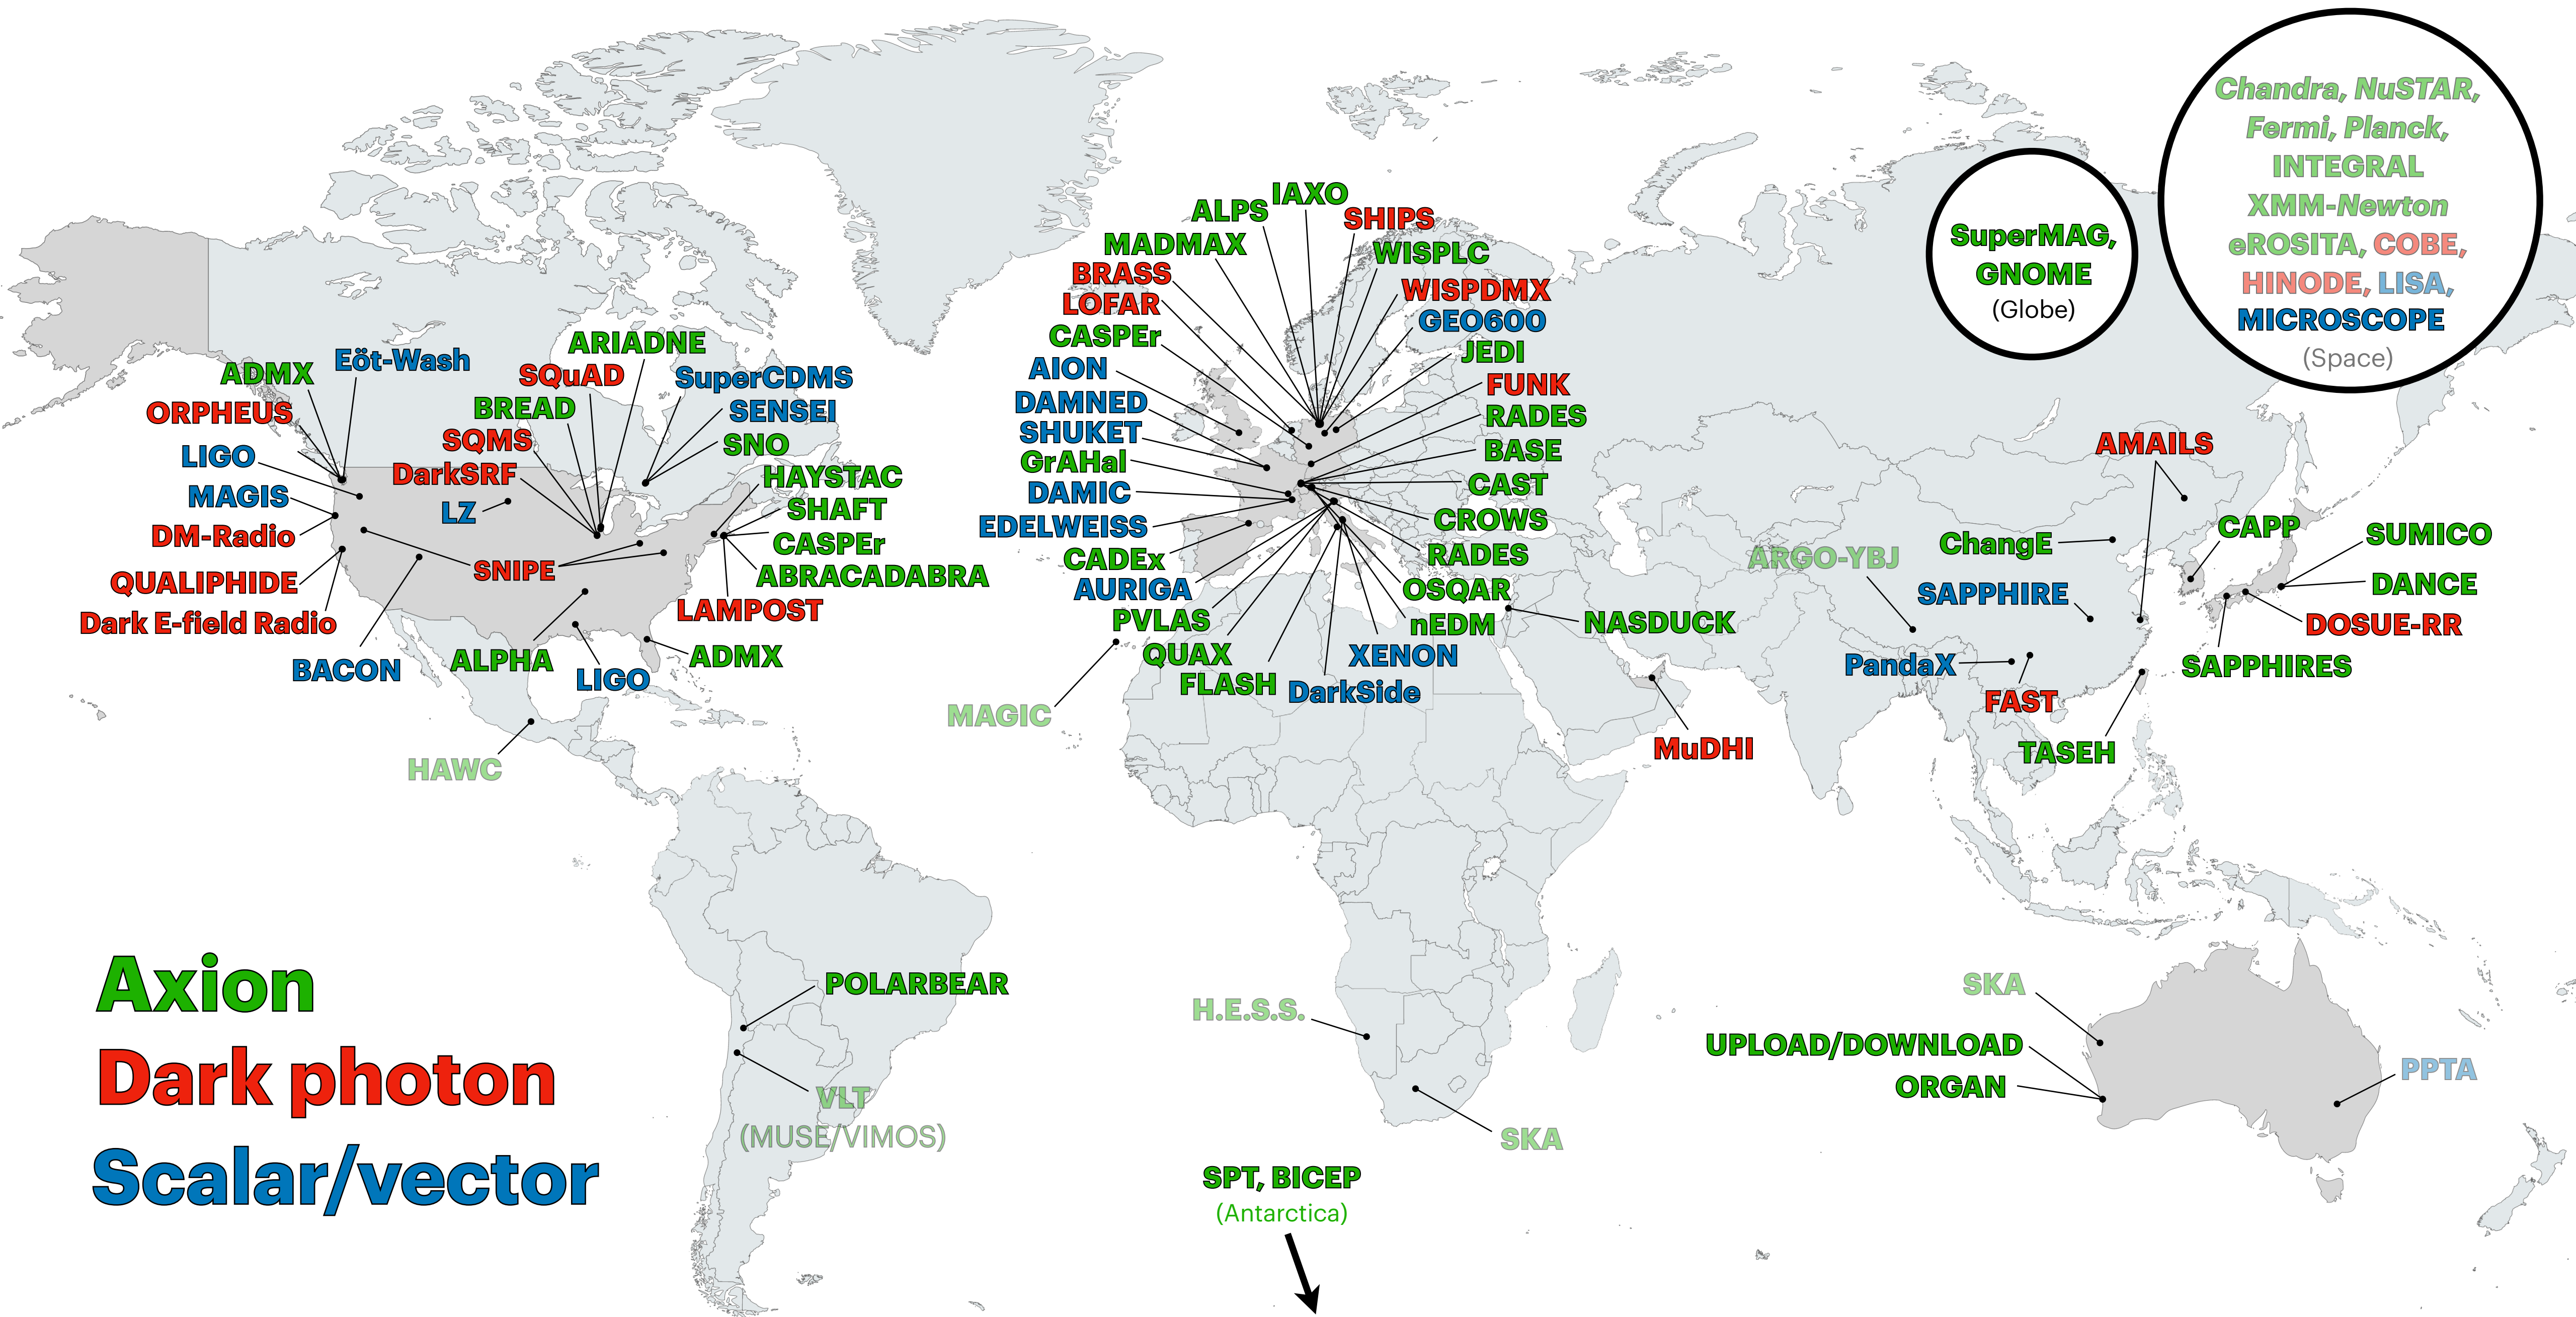 Chandra, NuSTAR,
Fermi, Planck,
INTEGRAL
XMM-Newton
eROSITA, COBE,
HINODE, LISA,
MICROSCOPE
(Space)
SuperMAG,
GNOME
(Globe)
ADMX
Eöt-Wash
ORPHEUS
LIGO
MAGIS
DM-Radio
QUALIPHIDE
Dark E-field Radio
BACON
ARIADNE
SQuAD
BREAD
SQMS
DarkSRF
LZ
SNIPE
SuperCDMS
SENSEI
SNO
HAYSTAC
SHAFT
CASPEr
ABRACADABRA
LAMPOST
ALPHA
LIGO
ADMX
HAWC
IAXO
ALPS
SHIPS
MADMAX
WISPLC
BRASS
WISPDMX
LOFAR
GEO600
CASPEr
JEDI
AION
FUNK
DAMNED
RADES
SHUKET
BASE
GrAHal
CAST
DAMIC
CROWS
EDELWEISS
RADES
CADEx
OSQAR
AURIGA
nEDM
PVLAS
XENON
QUAX
FLASH
DarkSide
NASDUCK
MAGIC
MuDHI
AMAILS
CAPP
SUMICO
ChangE
ARGO-YBJ
DANCE
SAPPHIRE
DOSUE-RR
PandaX
SAPPHIRES
FAST
TASEH
POLARBEAR
VLT
(MUSE/VIMOS)
H.E.S.S.
SKA
SKA
UPLOAD/DOWNLOAD
ORGAN
PPTA
SPT, BICEP
(Antarctica)
Axion
Dark photon
Scalar/vector